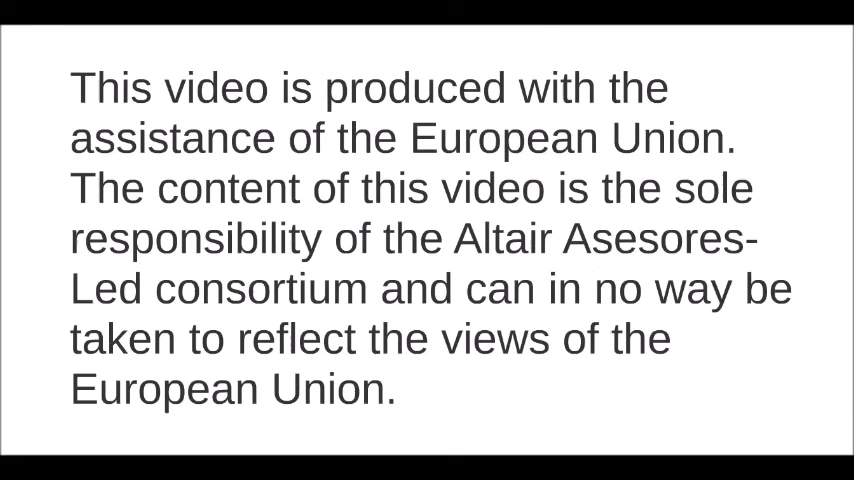 This video is produced with the
assistance of the European Union.
The content of this video is the sole
responsibility of the Altair Asesores-
Led consortium and can in no way be
taken to reflect the views of the
European Union.